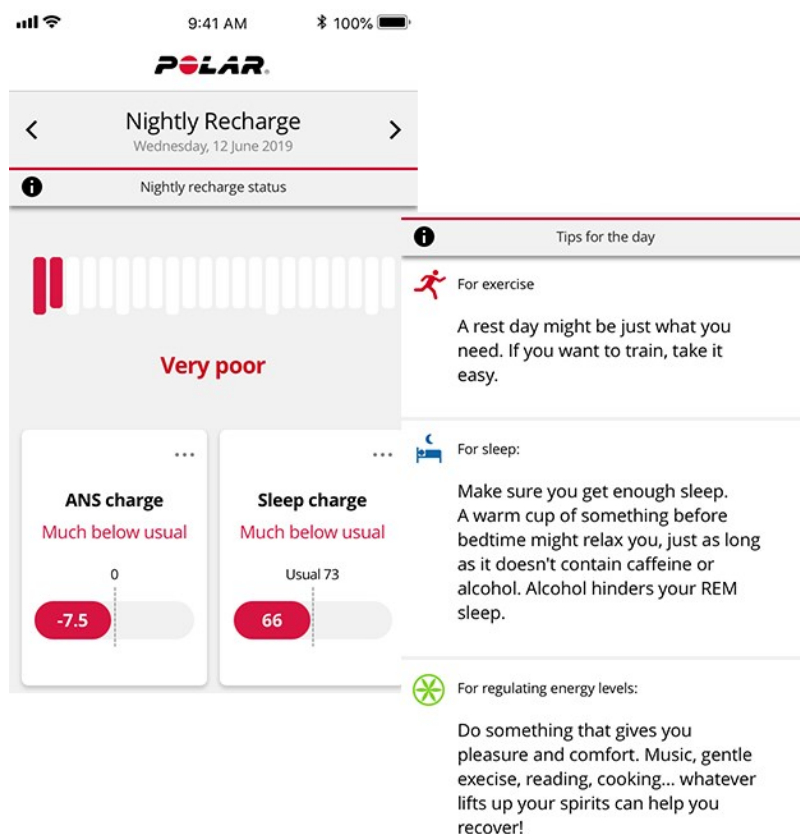 9:41 AM
100%
POLAR
Nightly Recharge
Wednesday, 12 June 2019
Nightly recharge status
Very poor
ANS charge
Much below usual
0
-7.5
Sleep charge
Much below usual
Usual 73
66
Tips for the day
For exercise
A rest day might be just what you
need. If you want to train, take it
easy.
For sleep:
Make sure you get enough sleep.
A warm cup of something before
bedtime might relax you, just as long
as it doesn't contain caffeine or
alcohol. Alcohol hinders your REM
sleep.
For regulating energy levels:
Do something that gives you
pleasure and comfort. Music, gentle
execise, reading, cooking... whatever
lifts up your spirits can help you
recover!